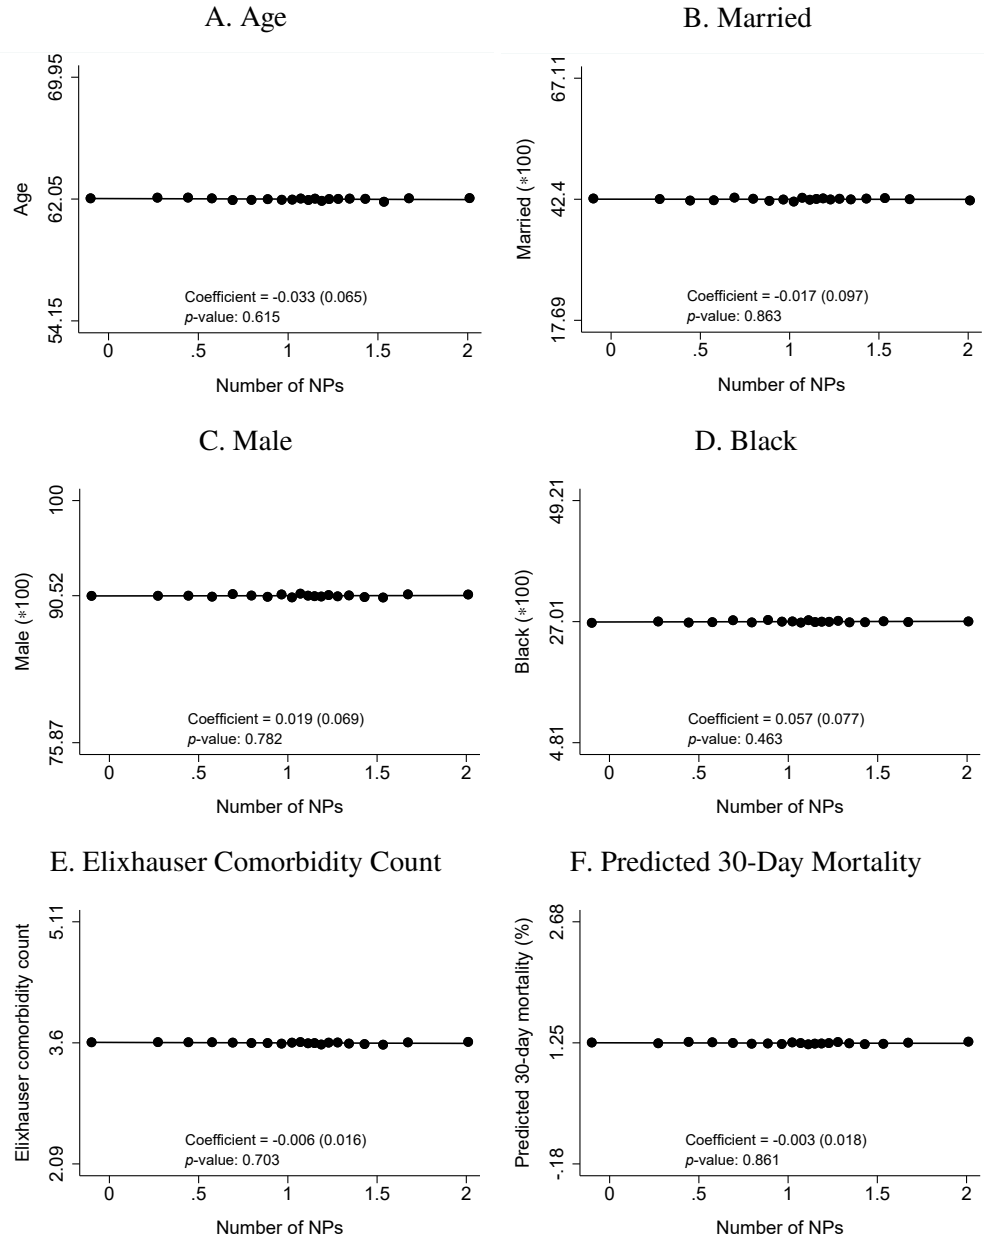 A. Age
69.95
62.05
54.15
Age
Coefficient = -0.033 (0.065)
p-value: 0.615
0 .5 1 1.5 2
Number of NPs
B. Married
67.11
42.4
17.69
Married (*100)
Coefficient = -0.017 (0.097)
p-value: 0.863
0 .5 1 1.5 2
Number of NPs
C. Male
100
90.52
75.87
Male (*100)
Coefficient = 0.019 (0.069)
p-value: 0.782
0 .5 1 1.5 2
Number of NPs
D. Black
49.21
27.01
4.81
Black (*100)
Coefficient = 0.057 (0.077)
p-value: 0.463
0 .5 1 1.5 2
Number of NPs
E. Elixhauser Comorbidity Count
5.11
3.6
2.09
Elixhauser comorbidity count
Coefficient = -0.006 (0.016)
p-value: 0.703
0 .5 1 1.5 2
Number of NPs
F. Predicted 30-Day Mortality
2.68
1.25
-.18
Predicted 30-day mortality (%)
Coefficient = -0.003 (0.018)
p-value: 0.861
0 .5 1 1.5 2
Number of NPs